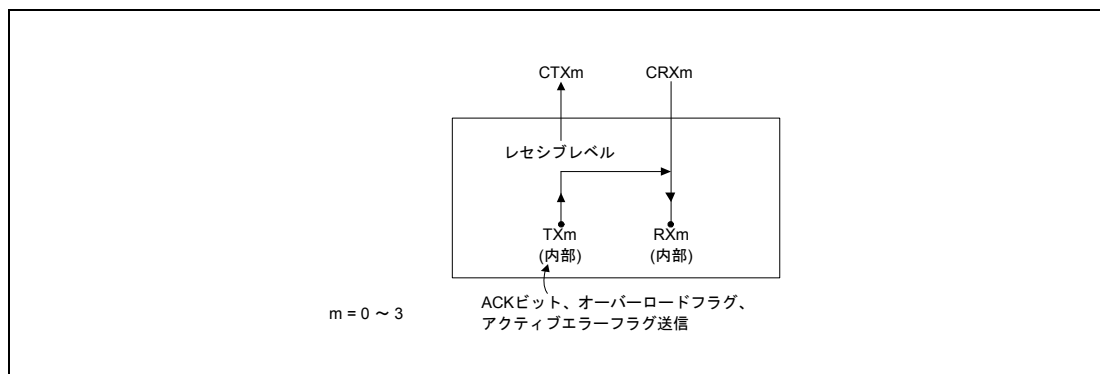 CTXm CRXm
レセシブレベル
TXm RXm
(内部) (内部)
ACKビット、オーバーロードフラグ、
アクティブエラーフラグ送信
m = 0 ～ 3